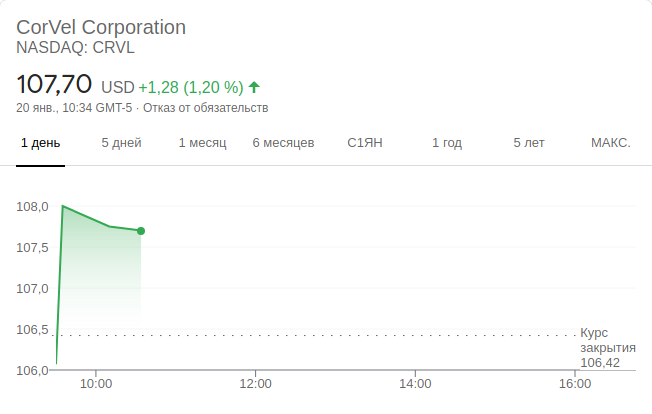 CorVel Corporation
NASDAQ: CRVL
107,70 USD +1,28 (1,20 %)
20 янв., 10:34 GMT-5 · Отказ от обязательств
1 день 5 дней 1 месяц 6 месяцев С1ЯН 1 год 5 лет МАКС.
108,0
107,5
107,0
106,5
Курс
закрытия
106,42
106,0
10:00 12:00 14:00 16:00